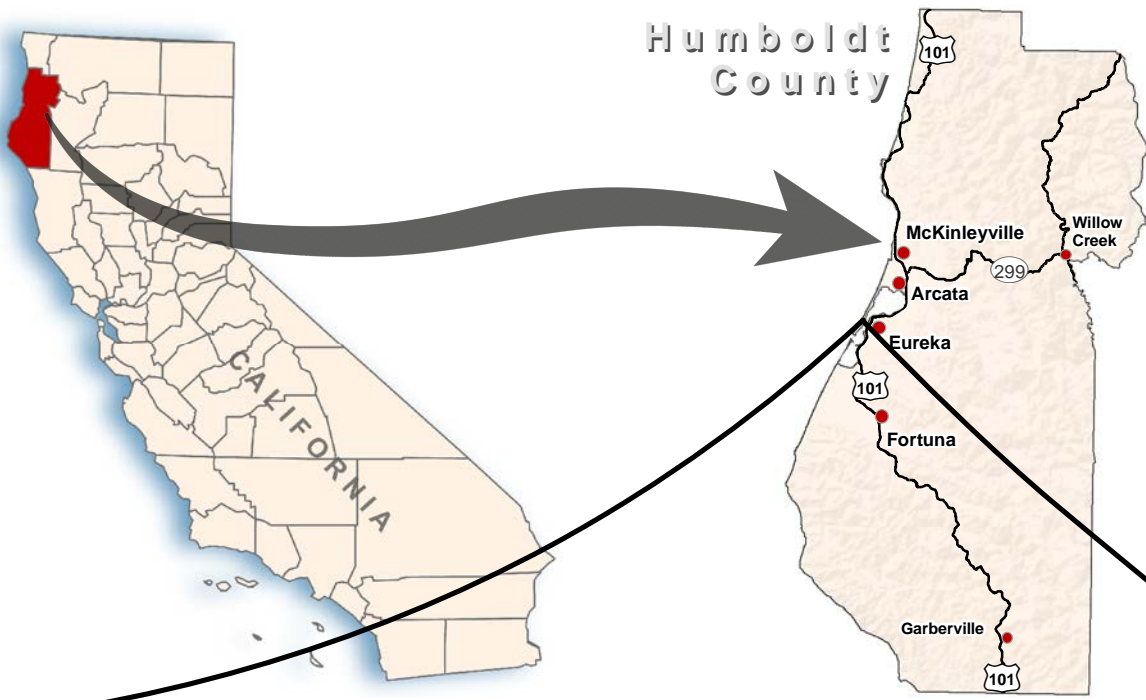 Humboldt
County
101
McKinleyville
Willow
Creek
299
Arcata
Eureka
101
Fortuna
CALIFORNIA
Garberville
101